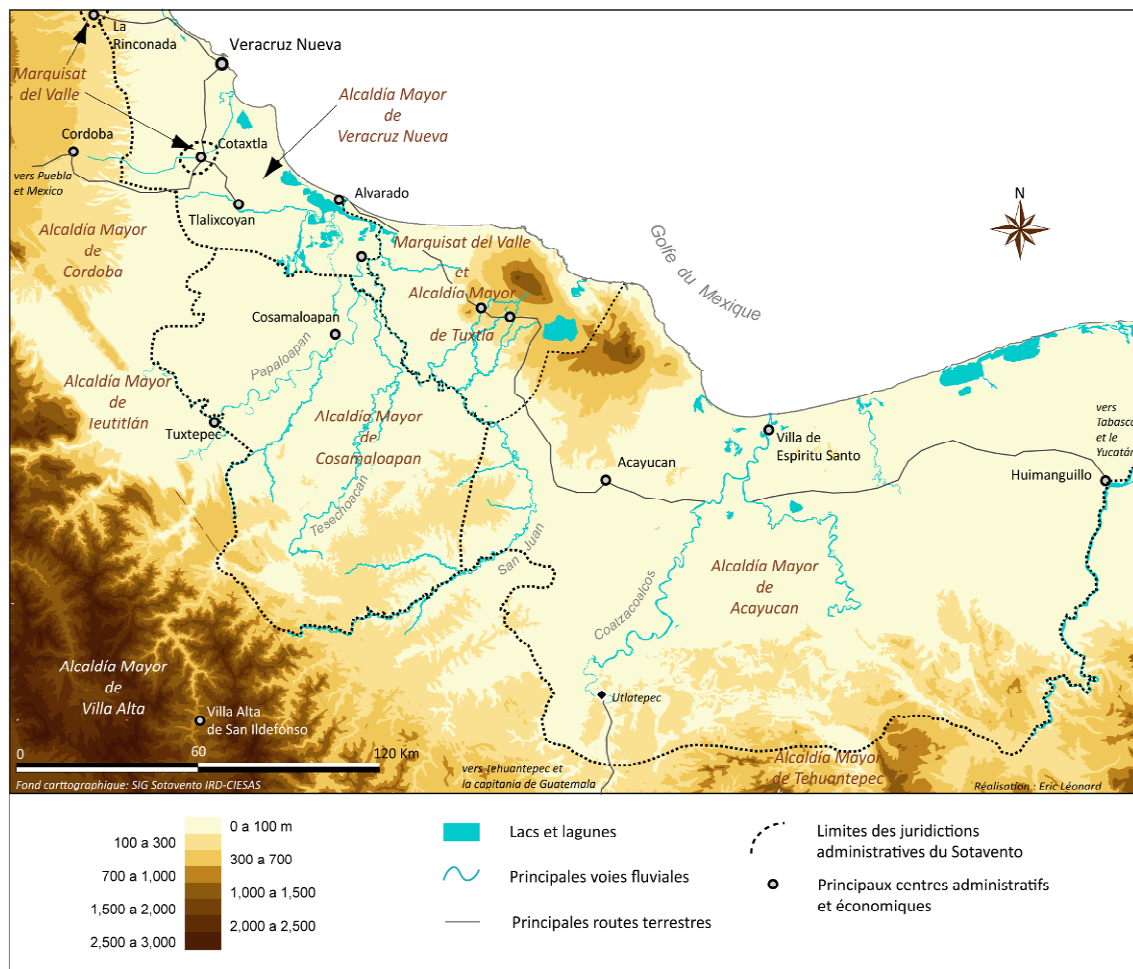 La
Rinconada
Veracruz Nueva
Marquisat
del Valle
Alcaldía Mayor
de
Veracruz Nueva
Cordoba
Cotaxtla
vers Puebla
et Mexico
Tlalixcoyan
Alvarado
N
Alcaldía Mayor
de
Cordoba
Marquisat del Valle
et
Alcaldía Mayor
de Tuxtla
Golfe du Mexique
Cosamaloapan
Papaloapan
Alcaldía Mayor
de
Ieutitlán
Tuxtepec
Alcaldía Mayor
de
Cosamaloapan
Tesechoacan
San Juan
Acayucan
Villa de
Espiritu Santo
vers
Tabasco
et le
Yucatán
Huimanguillo
Coatzacoalcos
Alcaldía Mayor
de
Acayucan
Utlatepec
Alcaldía Mayor
de
Villa Alta
Villa Alta
de San Ildefonso
0 60 120 Km
vers Tehuantepec et
la capitania de Guatemala
Alcaldía Mayor
de Tehuantepec
Fond carttographique: SIG Sotavento IRD-CIESAS
Réalisation : Eric Léonard
0 a 100 m
100 a 300
300 a 700
700 a 1,000
1,000 a 1,500
1,500 a 2,000
2,000 a 2,500
2,500 a 3,000
Lacs et lagunes
Principales voies fluviales
Principales routes terrestres
Limites des juridictions
administratives du Sotavento
Principaux centres administratifs
et économiques